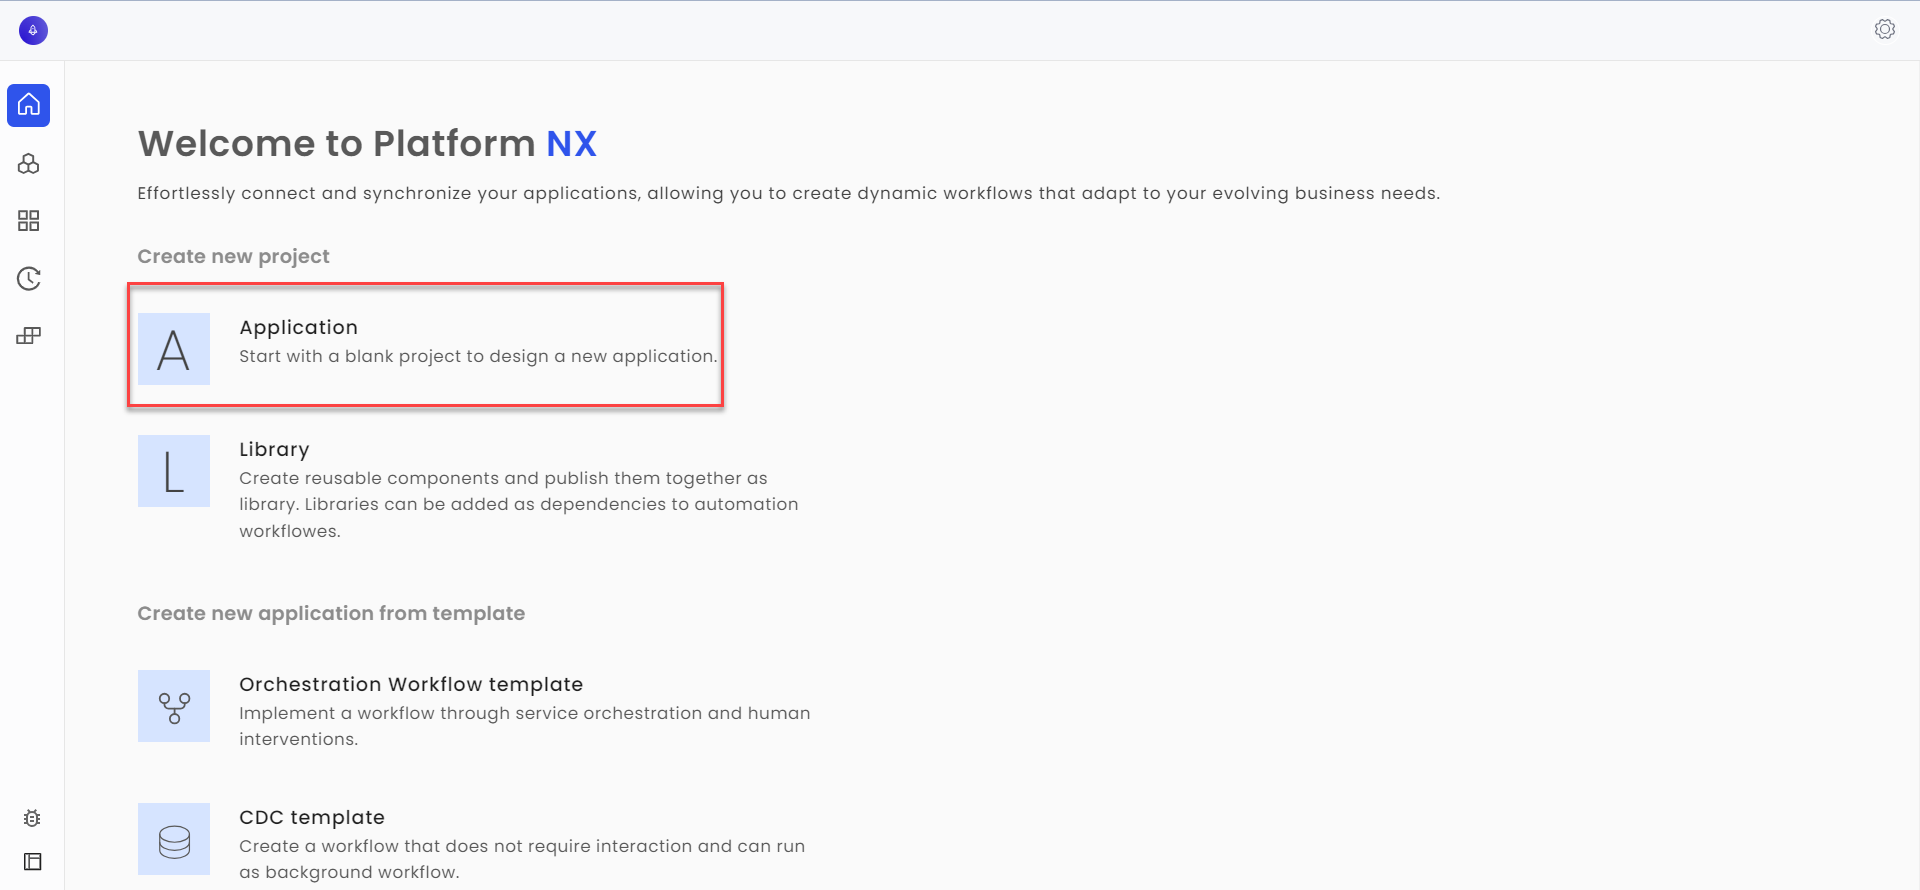 Welcome to Platform NX
Effortlessly connect and synchronize your applications, allowing you to create dynamic workflows that adapt to your evolving business needs.
Create new project
A
Application
Start with a blank project to design a new application.
L
Library
Create reusable components and publish them together as
library. Libraries can be added as dependencies to automation
workflowes.
Create new application from template
Orchestration Workflow template
Implement a workflow through service orchestration and human
interventions.
CDC template
Create a workflow that does not require interaction and can run
as background workflow.